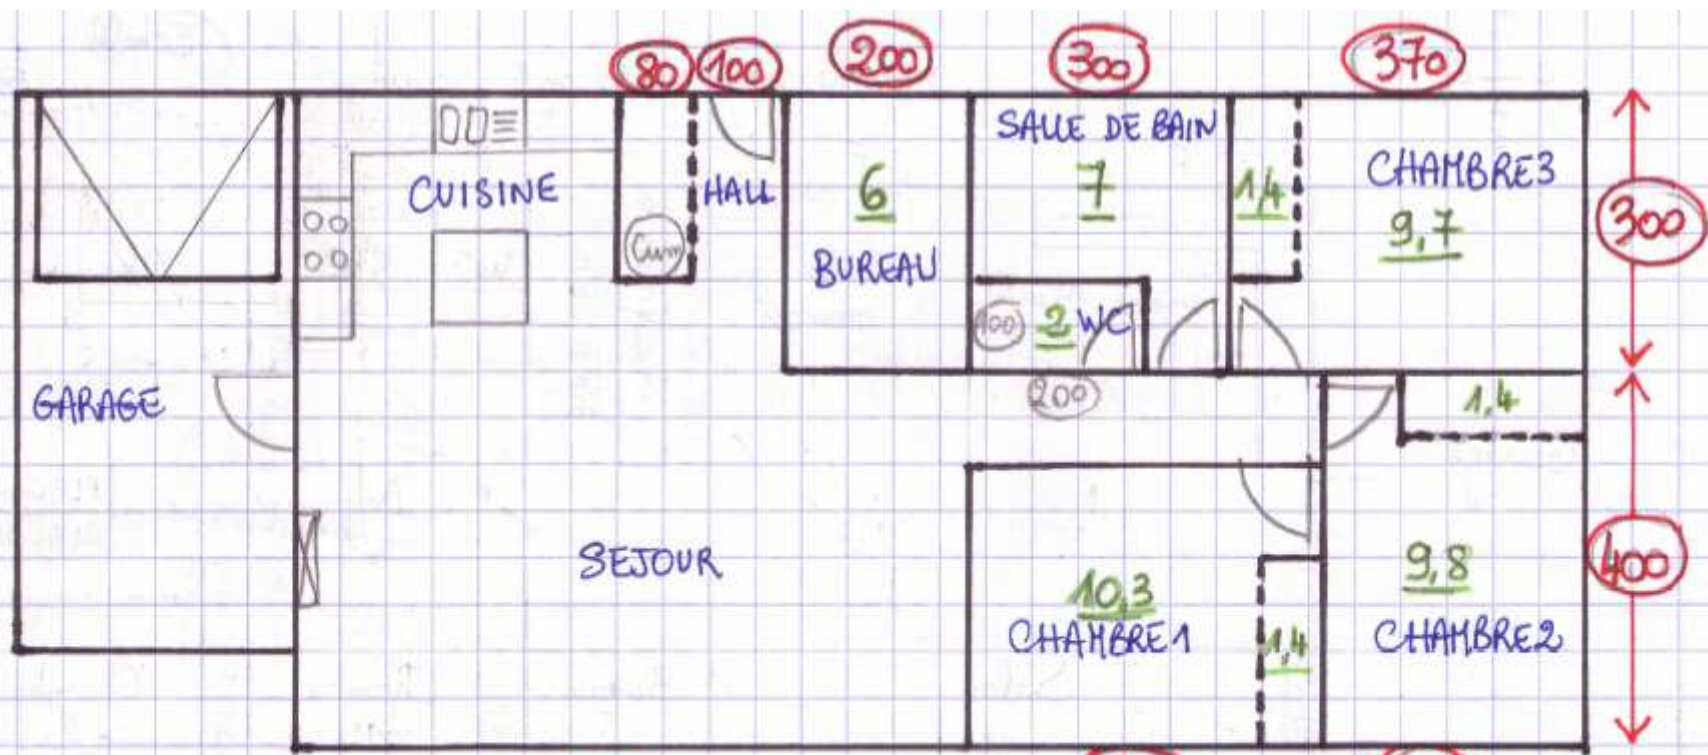 80 100 200 300 370
SALLE DE BAIN
CUISINE
HALL
6
7
1,4
CHAMBRE3
9,7
300
Cum
BUREAU
100
2 WC
GARAGE
200
1,4
SEJOUR
10,3
CHAMBRE1
1,4
9,8
CHAMBRE2
400